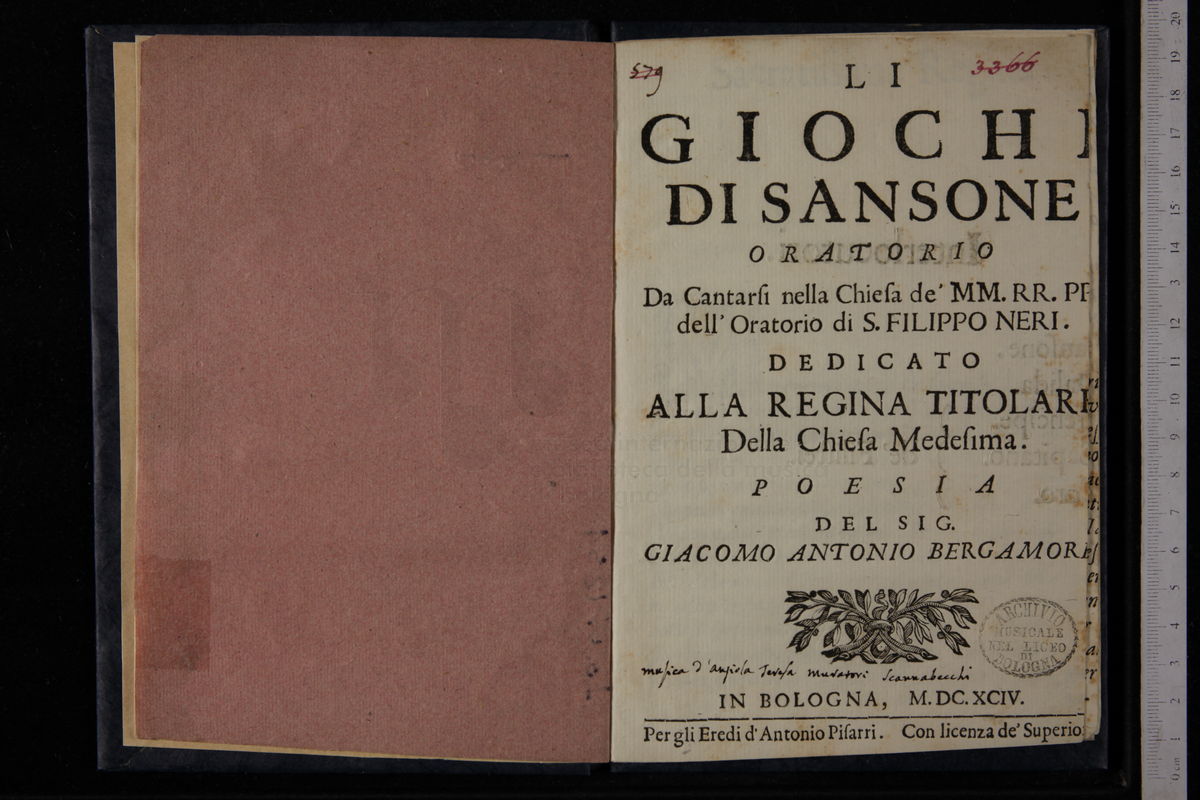 579
3366
LI
GIOCHI
DI SANSONE
ORATORIO
Da Cantarſi nella Chieſa de' MM. RR. PP
dell' Oratorio di S. FILIPPO NERI.
DEDICATO
ALLA REGINA TITOLARE
Della Chieſa Medeſima.
POESIA
DEL SIG.
GIACOMO ANTONIO BERGAMORI
ARCHIVIO
MUSICALE
NEL LICEO
DI
BOLOGNA
muſica d'Angiola Tereſa Muratori Scannabecchi
IN BOLOGNA, M.DC.XCIV.
Per gli Eredi d'Antonio Piſarri. Con licenza de' Superio